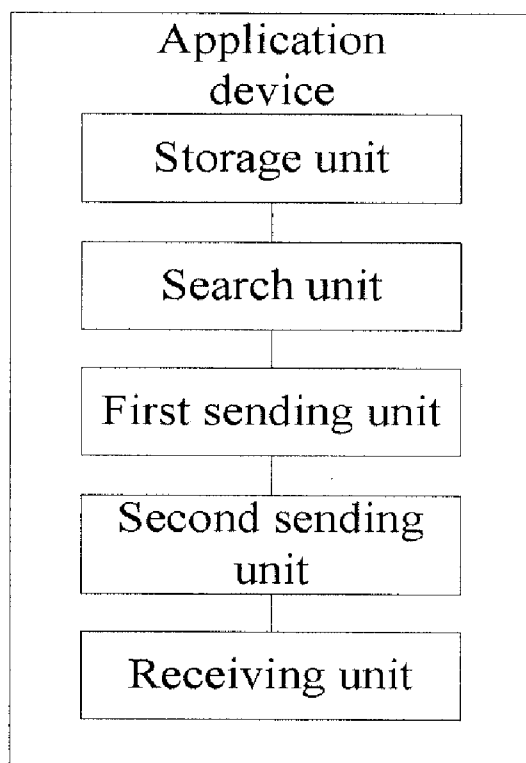 Application
device
Storage unit
Search unit
First sending unit
Second sending
unit
Receiving unit